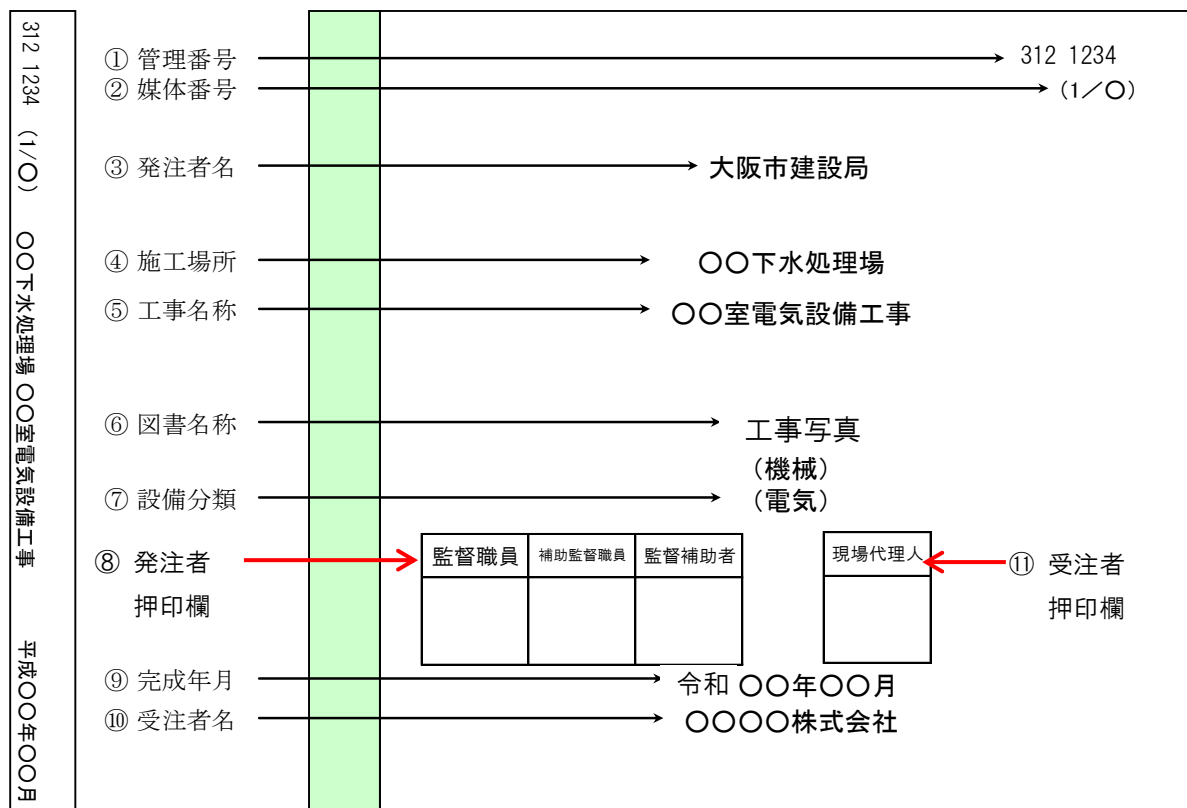 312 1234 (1/〇) 〇〇下水処理場 〇〇室電気設備工事 平成〇〇年〇〇月
① 管理番号 312 1234
② 媒体番号 (1/〇)
③ 発注者名 大阪市建設局
④ 施工場所 〇〇下水処理場
⑤ 工事名称 〇〇室電気設備工事
⑥ 図書名称 工事写真
(機械)
⑦ 設備分類 (電気)
⑧ 発注者 監督職員 補助監督職員 監督補助者 現場代理人 ⑪ 受注者
押印欄 押印欄
⑨ 完成年月 令和 〇〇年〇〇月
⑩ 受注者名 〇〇〇〇株式会社